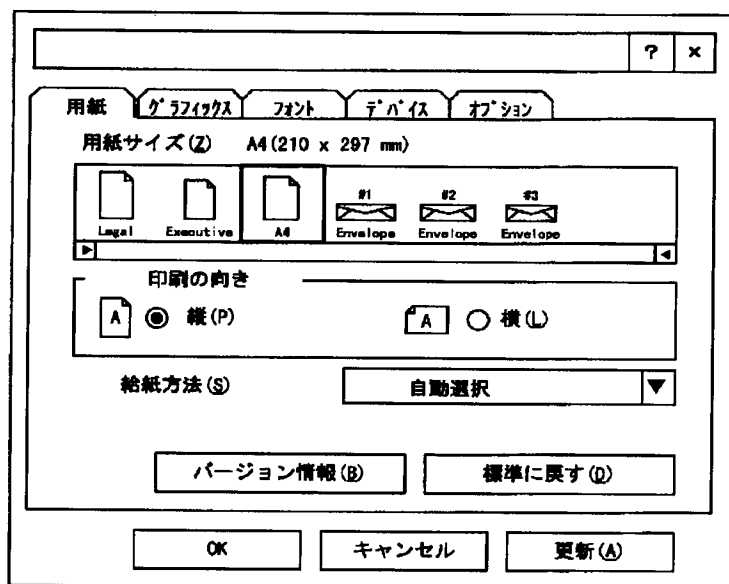 ? ×
用紙 グラフィックス フォント デバイス オプション
用紙サイズ(Z) A4(210 x 297 mm)
#1 #2 #3
Legal Executive A4 Envelope Envelope Envelope
印刷の向き
A 縦(P) A 横(L)
給紙方法(S) 自動選択
バージョン情報(B) 標準に戻す(D)
OK キャンセル 更新(A)